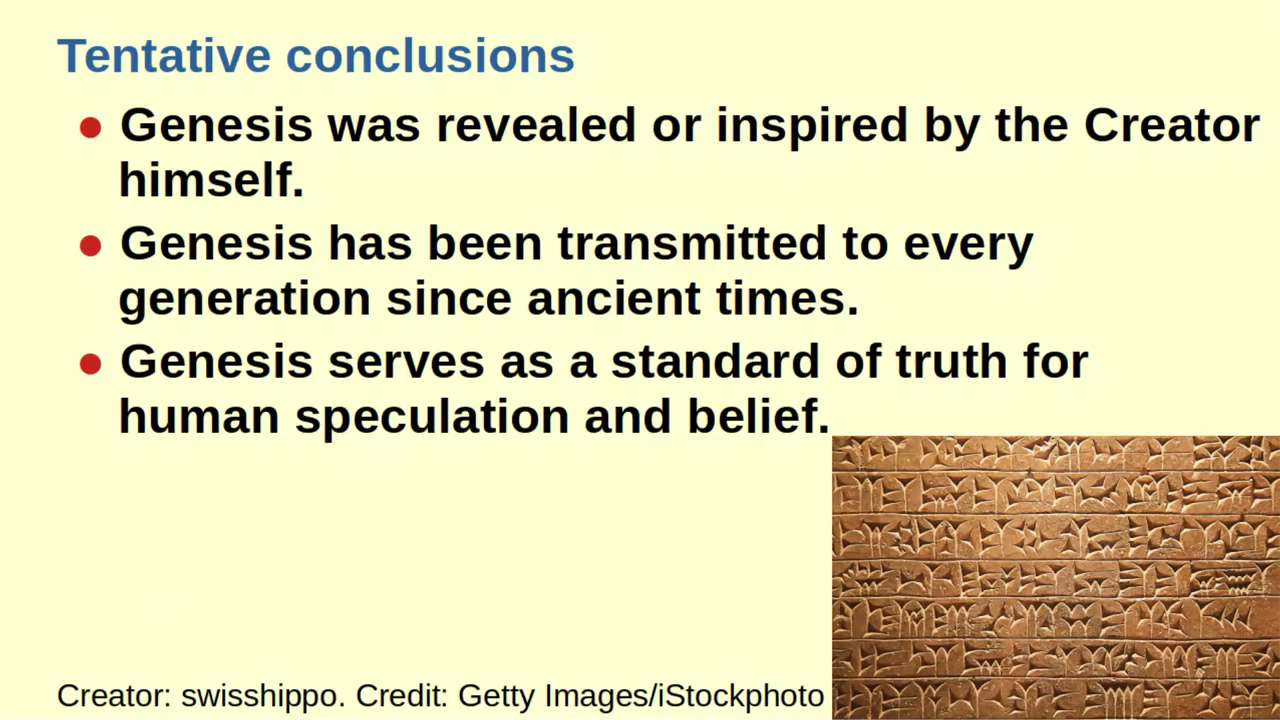 Tentative conclusions
● Genesis was revealed or inspired by the Creator
himself.
● Genesis has been transmitted to every
generation since ancient times.
● Genesis serves as a standard of truth for
human speculation and belief.
Creator: swisshippo. Credit: Getty Images/iStockphoto